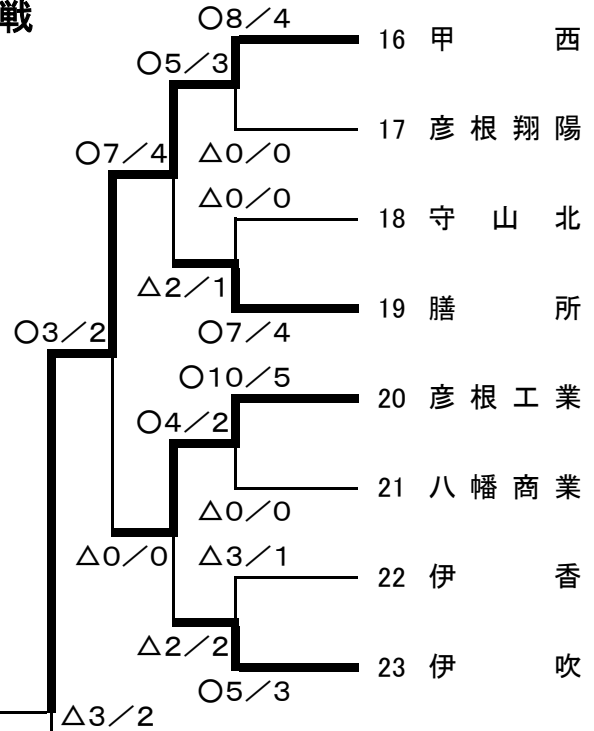 戦
○8/4
16 甲西
○5/3
17 彦根翔陽
○7/4 △0/0
△0/0
18 守山北
△2/1
19 膳所
○3/2 ○7/4
○10/5
20 彦根工業
○4/2
21 八幡商業
△0/0
△0/0 △3/1
22 伊香
△2/2
23 伊吹
○5/3
△3/2